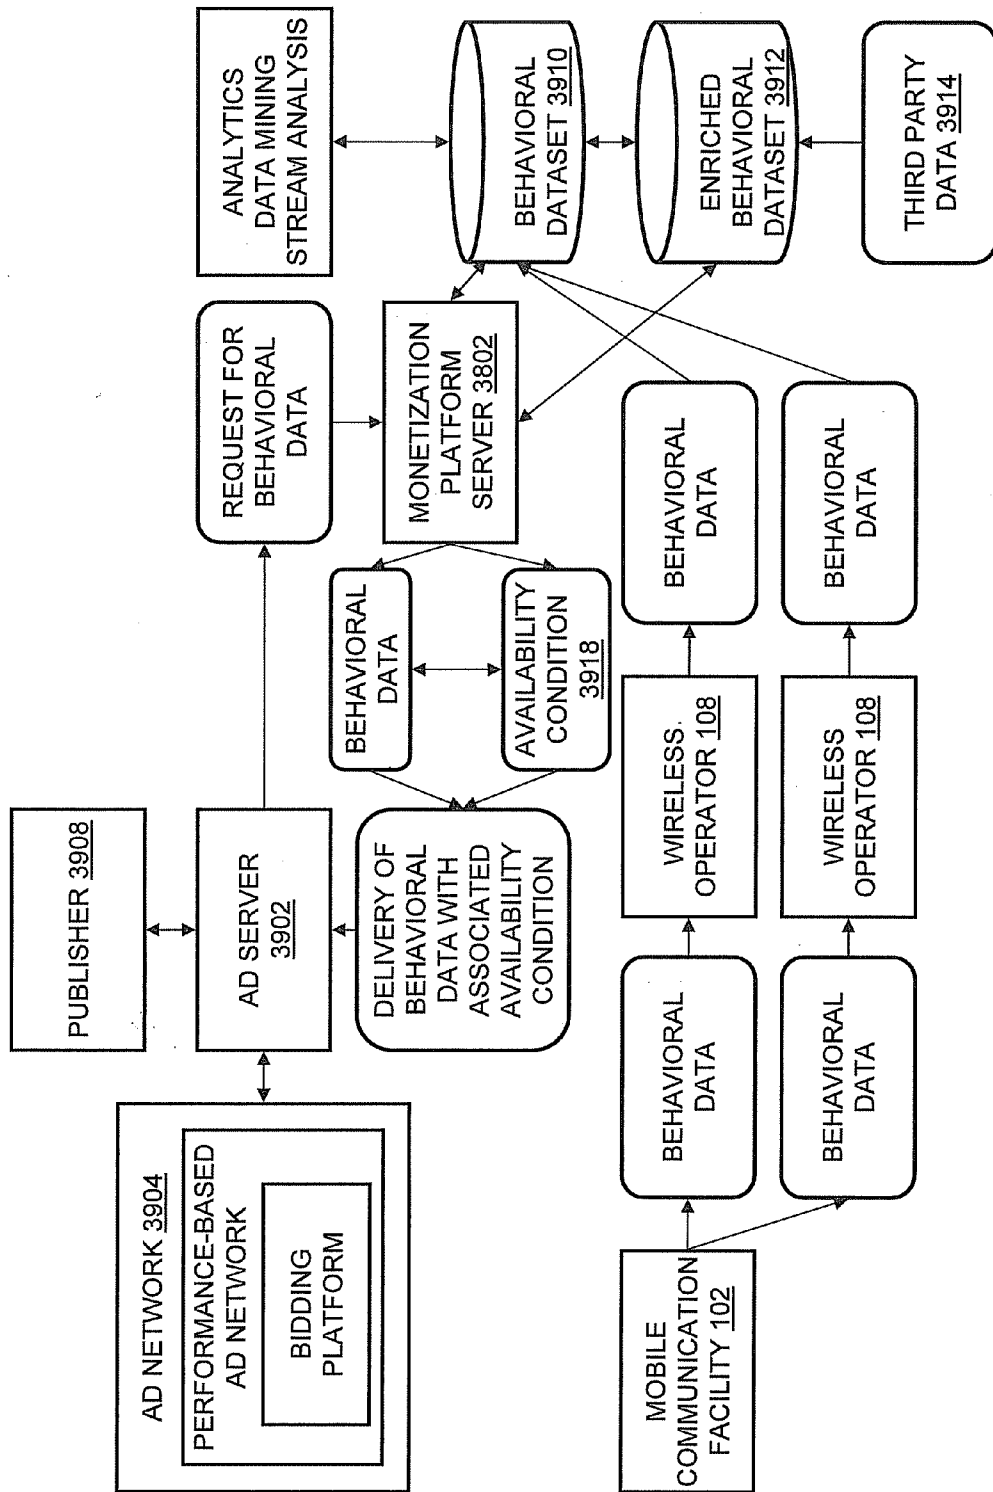 AD NETWORK 3904
PERFORMANCE-BASED
AD NETWORK
BIDDING
PLATFORM
PUBLISHER 3908
AD SERVER
3902
DELIVERY OF
BEHAVIORAL
DATA WITH
ASSOCIATED
AVAILABILITY
CONDITION
REQUEST FOR
BEHAVIORAL
DATA
BEHAVIORAL
DATA
AVAILABILITY
CONDITION
3918
MONETIZATION
PLATFORM
SERVER 3802
ANALYTICS
DATA MINING
STREAM ANALYSIS
BEHAVIORAL
DATASET 3910
ENRICHED
BEHAVIORAL
DATASET 3912
THIRD PARTY
DATA 3914
MOBILE
COMMUNICATION
FACILITY 102
BEHAVIORAL
DATA
WIRELESS.
OPERATOR 108
BEHAVIORAL
DATA
BEHAVIORAL
DATA
WIRELESS
OPERATOR 108
BEHAVIORAL
DATA